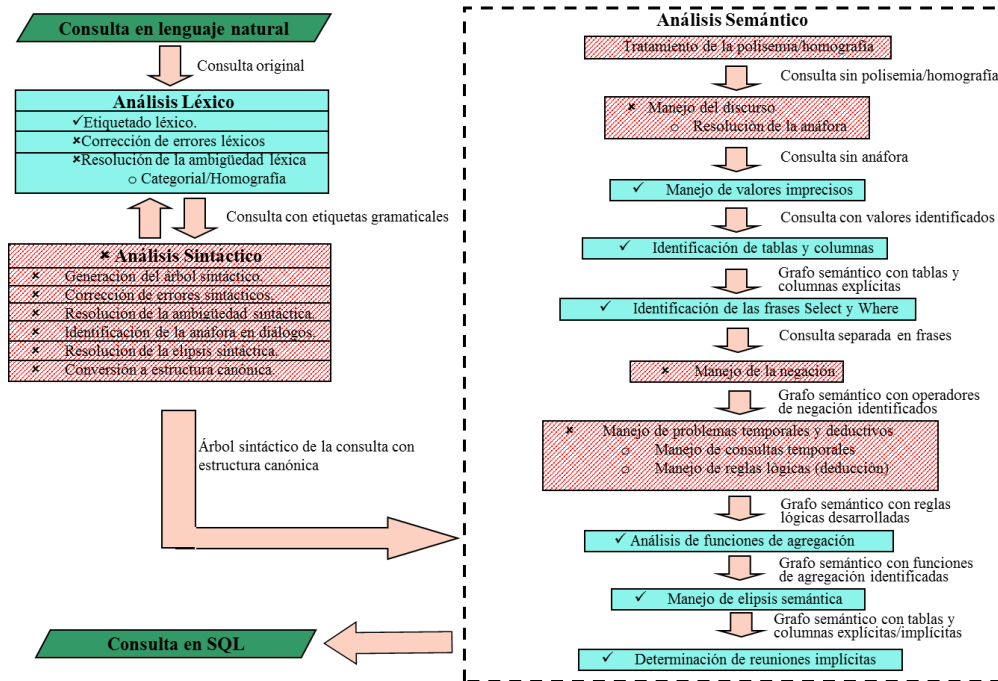 Consulta en lenguaje natural
Consulta original
Análisis Léxico
✓Etiquetado léxico.
✖Corrección de errores léxicos
✖Resolución de la ambigüedad léxica
o Categorial/Homografía
Consulta con etiquetas gramaticales
✖ Análisis Sintáctico
✖ Generación del árbol sintáctico.
✖ Corrección de errores sintácticos.
✖ Resolución de la ambigüedad sintáctica.
✖ Identificación de la anáfora en diálogos.
✖ Resolución de la elipsis sintáctica.
✖ Conversión a estructura canónica.
Árbol sintáctico de la consulta con
estructura canónica
Consulta en SQL
Análisis Semántico
Tratamiento de la polisemia/homografía
Consulta sin polisemia/homografía
✖ Manejo del discurso
o Resolución de la anáfora
Consulta sin anáfora
✓ Manejo de valores imprecisos
Consulta con valores identificados
✓ Identificación de tablas y columnas
Grafo semántico con tablas y
columnas explícitas
✓ Identificación de las frases Select y Where
Consulta separada en frases
✖ Manejo de la negación
Grafo semántico con operadores
de negación identificados
✖ Manejo de problemas temporales y deductivos
o Manejo de consultas temporales
o Manejo de reglas lógicas (deducción)
Grafo semántico con reglas
lógicas desarrolladas
✓ Análisis de funciones de agregación
Grafo semántico con funciones
de agregación identificadas
✓ Manejo de elipsis semántica
Grafo semántico con tablas y
columnas explícitas/implícitas
✓ Determinación de reuniones implícitas